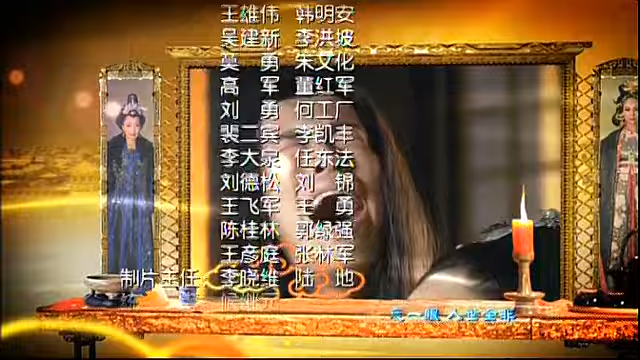 王雄伟 韩明安
吴建新 李洪坡
莫 勇 朱文化
高 军 董红军
刘 勇 何工厂
裴二宾 李凯丰
李大泉 任东法
刘德松 刘 锦
王飞军 王 勇
陈桂林 郭绿强
王彦庭 张林军
制片主任 李晓维 陆 地